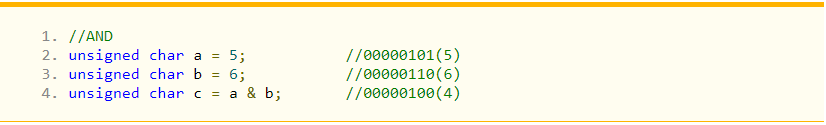 1. //AND
2. unsigned char a = 5;        //00000101(5)
3. unsigned char b = 6;        //00000110(6)
4. unsigned char c = a & b;    //00000100(4)